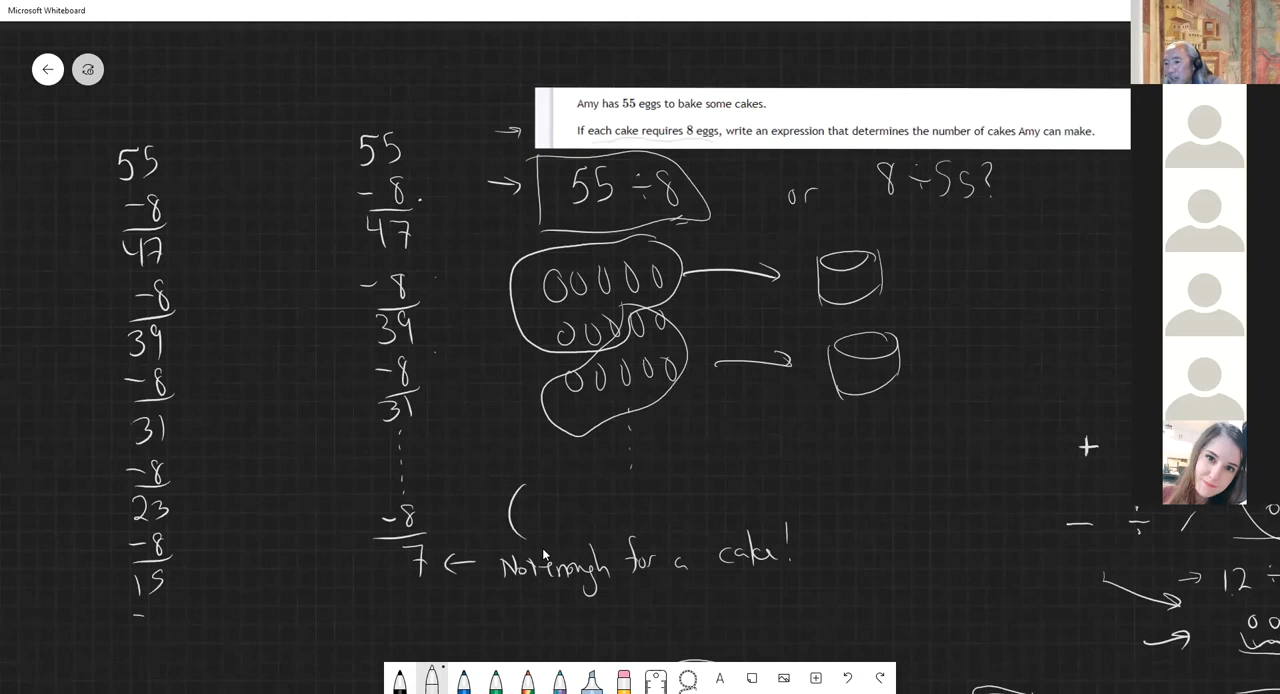 Microsoft Whiteboard
Amy has 55 eggs to bake some cakes.
If each cake requires 8 eggs, write an expression that determines the number of cakes Amy can make.
55
-8
47
-8
39
-8
31
-8
23
-8
15
-
55
-8
47
-8
39
-8
31
-8
7 ← Not enough for a cake!
→ 55 ÷ 8 or 8 ÷ 55?
+
- ÷ /
→ 12 ÷
A